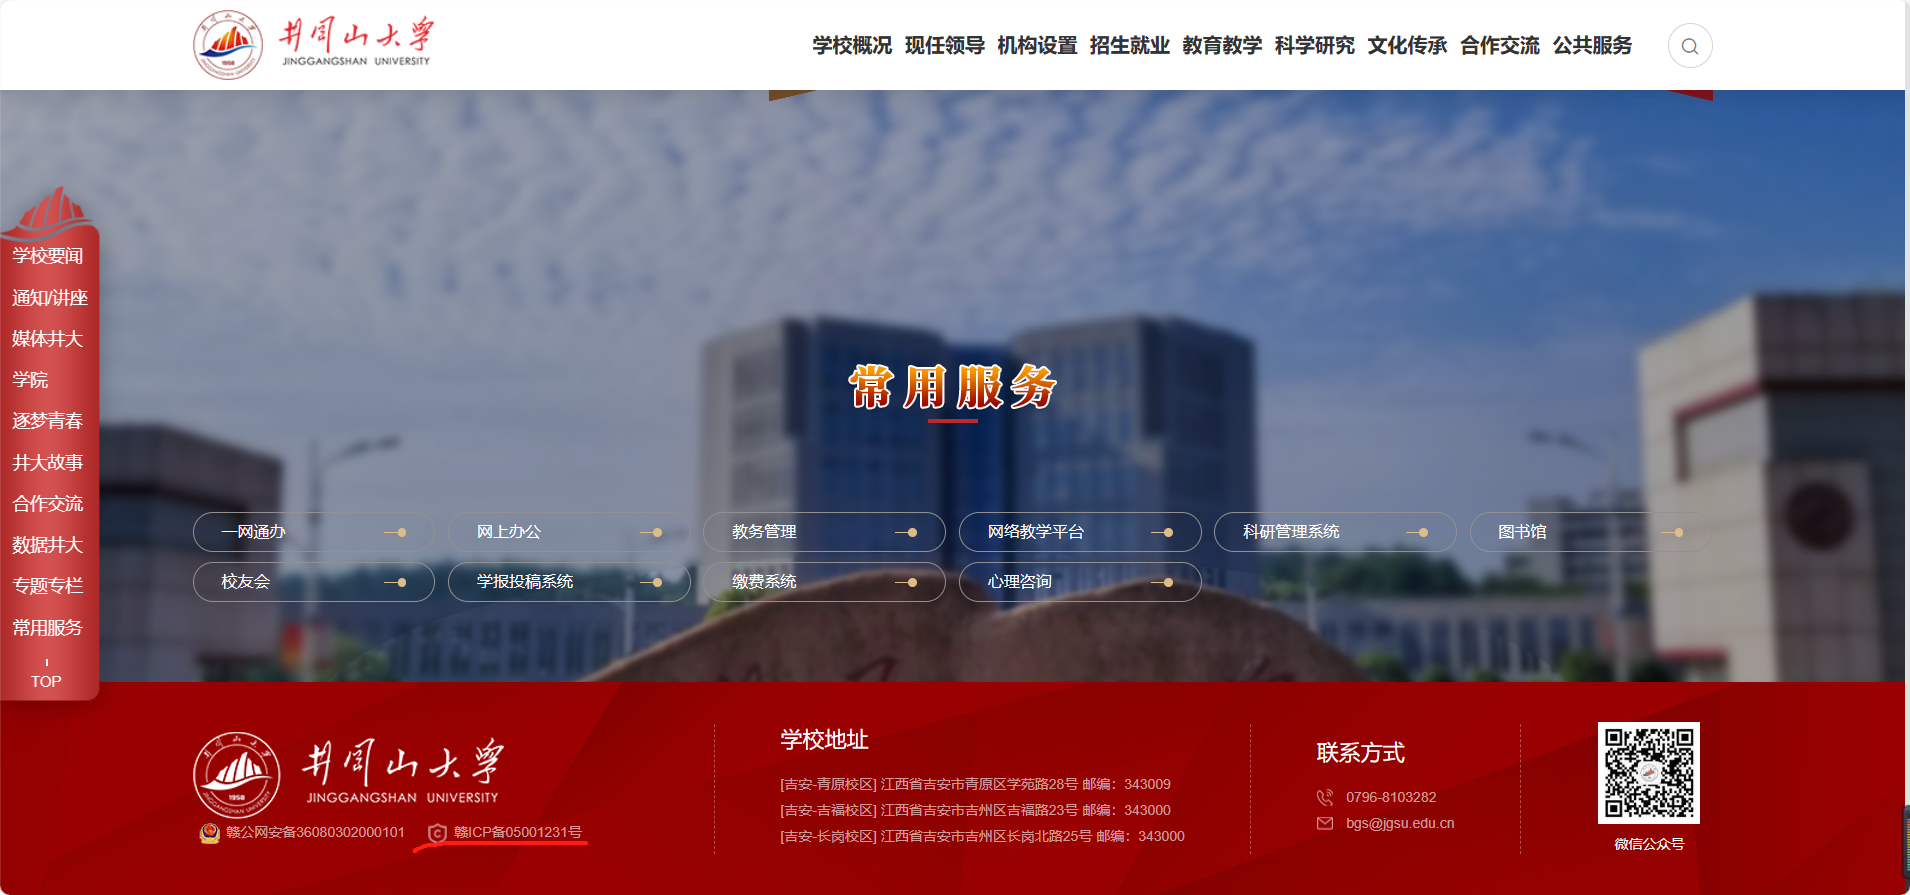 井冈山大学
JINGGANGSHAN UNIVERSITY
1958
学校概况 现任领导 机构设置 招生就业 教育教学 科学研究 文化传承 合作交流 公共服务
学校要闻
通知/讲座
媒体井大
学院
逐梦青春
井大故事
合作交流
数据井大
专题专栏
常用服务
TOP
常用服务
一网通办
网上办公
教务管理
网络教学平台
科研管理系统
图书馆
校友会
学报投稿系统
缴费系统
心理咨询
井冈山大学
JINGGANGSHAN UNIVERSITY
1958
赣公网安备36080302000101
赣ICP备05001231号
学校地址
[吉安-青原校区] 江西省吉安市青原区学苑路28号 邮编：343009
[吉安-吉福校区] 江西省吉安市吉州区吉福路23号 邮编：343000
[吉安-长岗校区] 江西省吉安市吉州区长岗北路25号 邮编：343000
联系方式
0796-8103282
bgs@jgsu.edu.cn
微信公众号